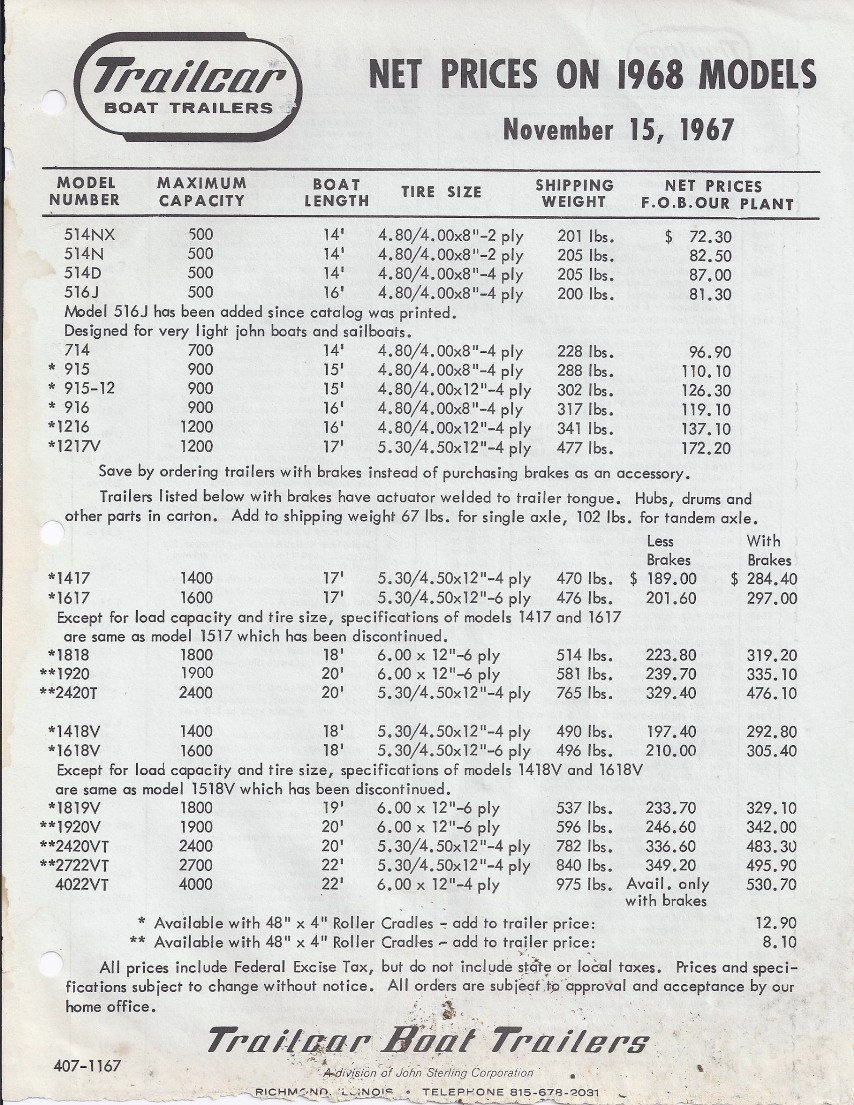 Trailcar
BOAT TRAILERS
NET PRICES ON 1968 MODELS
November 15, 1967
MODEL NUMBER MAXIMUM CAPACITY BOAT LENGTH TIRE SIZE SHIPPING WEIGHT NET PRICES F.O.B.OUR PLANT
514NX 500 14' 4.80/4.00x8"-2 ply 201 lbs. $ 72.30
514N 500 14' 4.80/4.00x8"-2 ply 205 lbs. 82.50
514D 500 14' 4.80/4.00x8"-4 ply 205 lbs. 87.00
516J 500 16' 4.80/4.00x8"-4 ply 200 lbs. 81.30
Model 516J has been added since catalog was printed.
Designed for very light john boats and sailboats.
714 700 14' 4.80/4.00x8"-4 ply 228 lbs. 96.90
* 915 900 15' 4.80/4.00x8"-4 ply 288 lbs. 110.10
* 915-12 900 15' 4.80/4.00x12"-4 ply 302 lbs. 126.30
* 916 900 16' 4.80/4.00x8"-4 ply 317 lbs. 119.10
*1216 1200 16' 4.80/4.00x12"-4 ply 341 lbs. 137.10
*1217V 1200 17' 5.30/4.50x12"-4 ply 477 lbs. 172.20
Save by ordering trailers with brakes instead of purchasing brakes as an accessory.
Trailers listed below with brakes have actuator welded to trailer tongue. Hubs, drums and
other parts in carton. Add to shipping weight 67 lbs. for single axle, 102 lbs. for tandem axle.
Less With
Brakes Brakes
*1417 1400 17' 5.30/4.50x12"-4 ply 470 lbs. $ 189.00 $ 284.40
*1617 1600 17' 5.30/4.50x12"-6 ply 476 lbs. 201.60 297.00
Except for load capacity and tire size, specifications of models 1417 and 1617
are same as model 1517 which has been discontinued.
*1818 1800 18' 6.00 x 12"-6 ply 514 lbs. 223.80 319.20
**1920 1900 20' 6.00 x 12"-6 ply 581 lbs. 239.70 335.10
**2420T 2400 20' 5.30/4.50x12"-4 ply 765 lbs. 329.40 476.10
*1418V 1400 18' 5.30/4.50x12"-4 ply 490 lbs. 197.40 292.80
*1618V 1600 18' 5.30/4.50x12"-6 ply 496 lbs. 210.00 305.40
Except for load capacity and tire size, specifications of models 1418V and 1618V
are same as model 1518V which has been discontinued.
*1819V 1800 19' 6.00 x 12"-6 ply 537 lbs. 233.70 329.10
**1920V 1900 20' 6.00 x 12"-6 ply 596 lbs. 246.60 342.00
**2420VT 2400 20' 5.30/4.50x12"-4 ply 782 lbs. 336.60 483.30
**2722VT 2700 22' 5.30/4.50x12"-4 ply 840 lbs. 349.20 495.90
4022VT 4000 22' 6.00 x 12"-4 ply 975 lbs. Avail. only 530.70
with brakes
* Available with 48" x 4" Roller Cradles - add to trailer price: 12.90
** Available with 48" x 4" Roller Cradles - add to trailer price: 8.10
All prices include Federal Excise Tax, but do not include state or local taxes. Prices and speci-
fications subject to change without notice. All orders are subject to approval and acceptance by our
home office.
Trailcar Boat Trailers
407-1167
A division of John Sterling Corporation
RICHMOND, ILLINOIS • TELEPHONE 815-678-2031